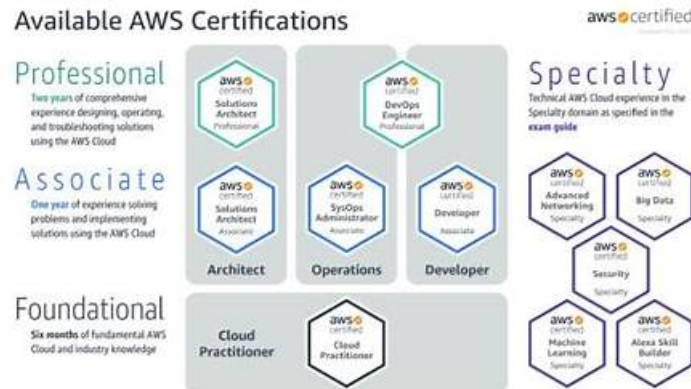 Available AWS Certifications
aws certified
Professional
Two years of comprehensive
experience designing, operating,
and troubleshooting solutions
using the AWS Cloud
aws
certified
Solutions
Architect
Professional
aws
certified
DevOps
Engineer
Professional
Associate
One year of experience solving
problems and implementing
solutions using the AWS Cloud
aws
certified
Solutions
Architect
Associate
aws
certified
SysOps
Administrator
Associate
aws
certified
Developer
Associate
Architect
Operations
Developer
Foundational
Six months of fundamental AWS
Cloud and industry knowledge
Cloud
Practitioner
aws
certified
Cloud
Practitioner
Specialty
Technical AWS Cloud experience in the
Specialty domain as specified in the
exam guide
aws
certified
Advanced
Networking
Specialty
aws
certified
Big Data
Specialty
aws
certified
Security
Specialty
aws
certified
Machine
Learning
Specialty
aws
certified
Alexa Skill
Builder
Specialty